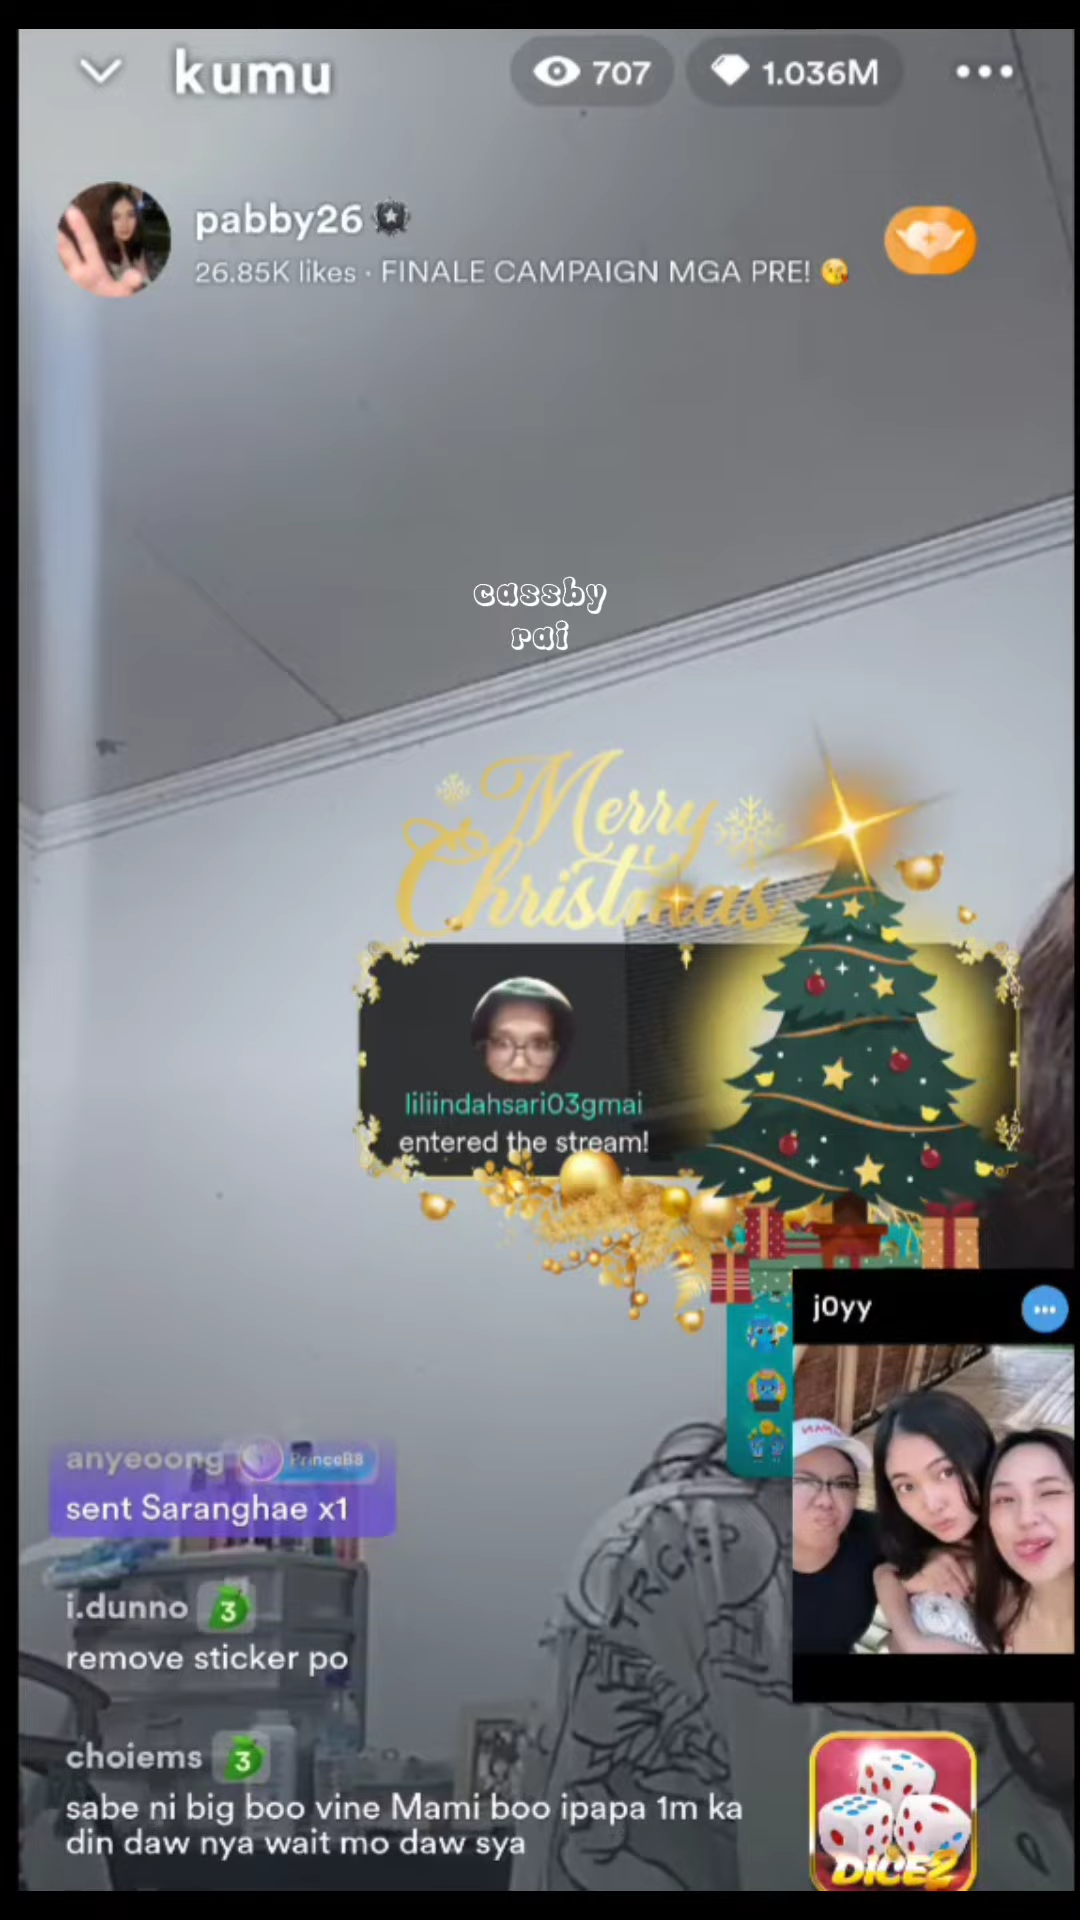 kumu
707
1.036M
pabby26
26.85K likes · FINALE CAMPAIGN MGA PRE! 😘
cassby
rai
Merry
Christmas
liliindahsari03gmai
entered the stream!
j0yy
anyeoong
sent Saranghae x1
i.dunno 3
remove sticker po
choiems 3
sabe ni big boo vine Mami boo ipapa 1m ka
din daw nya wait mo daw sya
DICE2